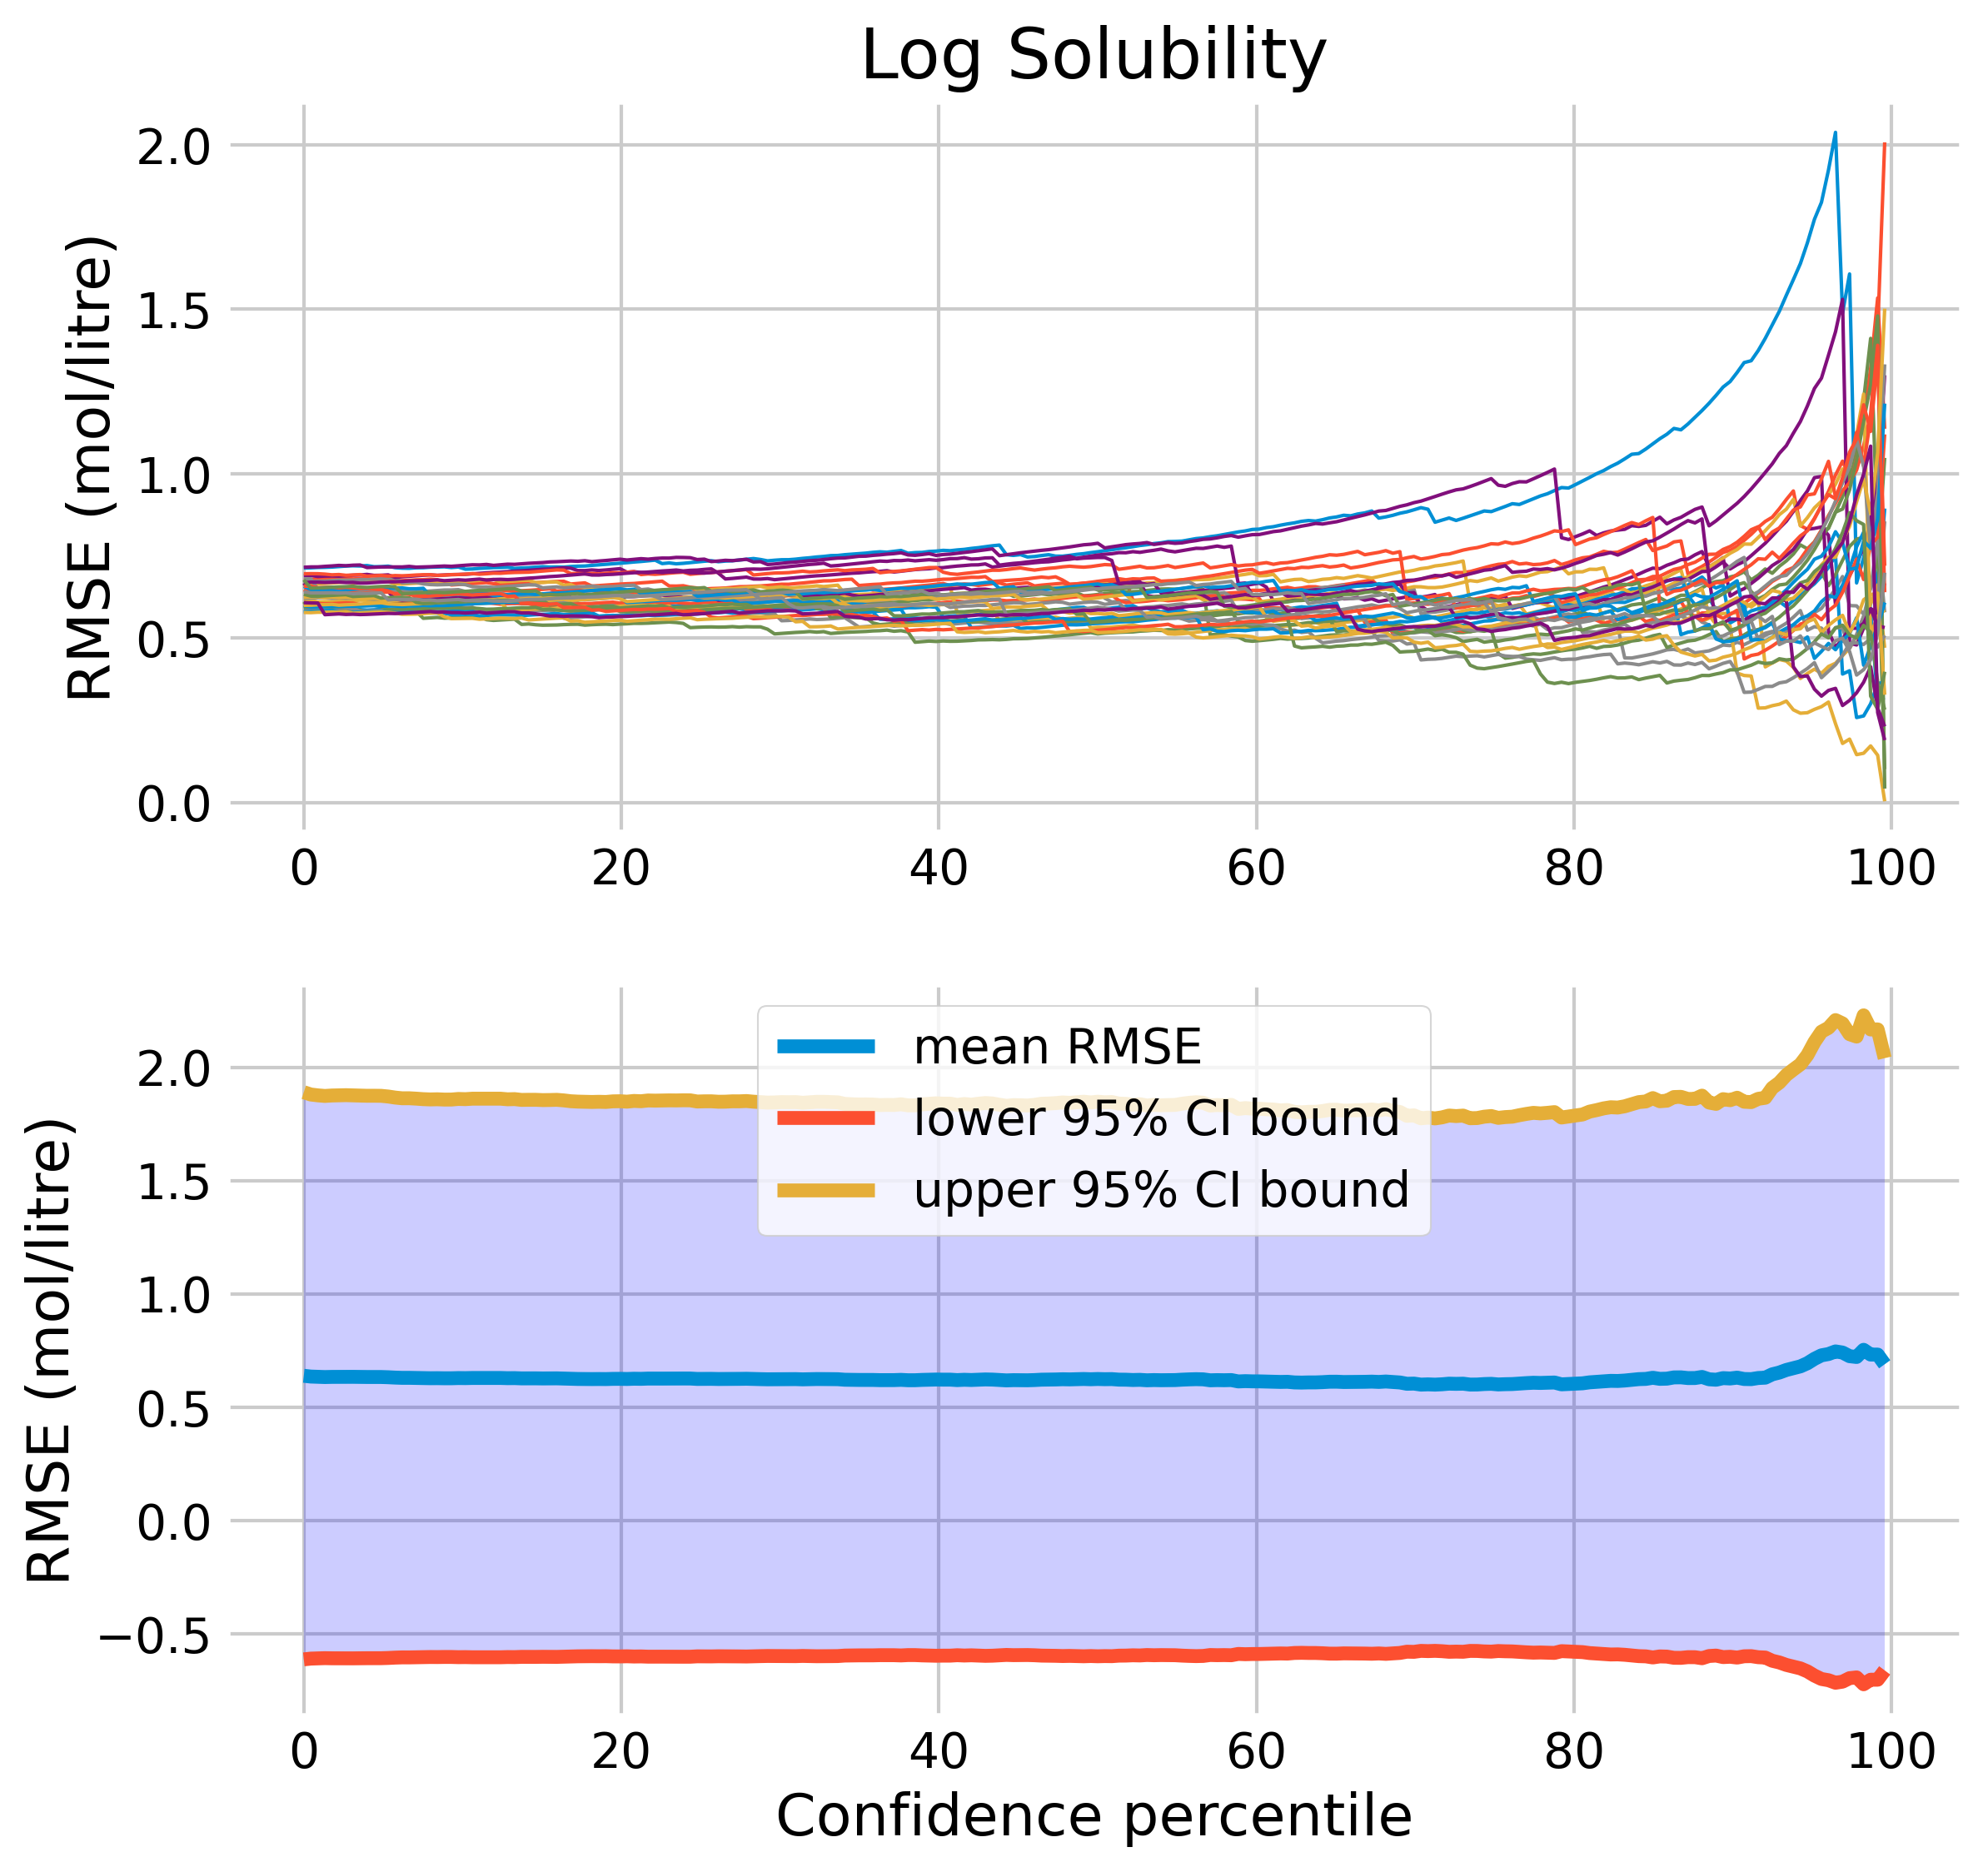 Log Solubility
RMSE (mol/litre)
2.0
1.5
1.0
0.5
0.0
0 20 40 60 80 100
RMSE (mol/litre)
mean RMSE
lower 95% CI bound
upper 95% CI bound
2.0
1.5
1.0
0.5
0.0
−0.5
0 20 40 60 80 100
Confidence percentile